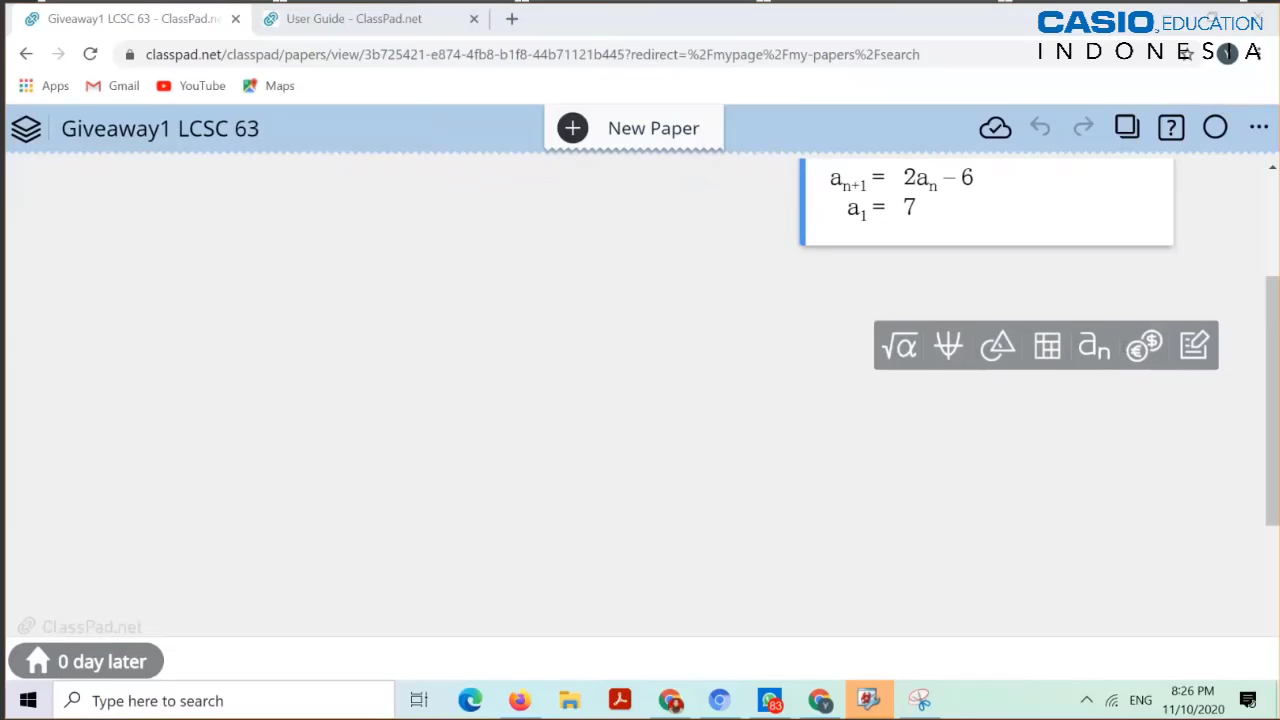 Giveaway1 LCSC 63 - ClassPad.n
User Guide - ClassPad.net
CASIO EDUCATION
INDONESIA
classpad.net/classpad/papers/view/3b725421-e874-4fb8-b1f8-44b71121b445?redirect=%2Fmypage%2Fmy-papers%2Fsearch
Apps Gmail YouTube Maps
Giveaway1 LCSC 63
New Paper
aₙ₊₁ = 2aₙ – 6
a₁ = 7
√α aₙ € $
ClassPad.net
0 day later
Type here to search
83
ENG
8:26 PM
11/10/2020